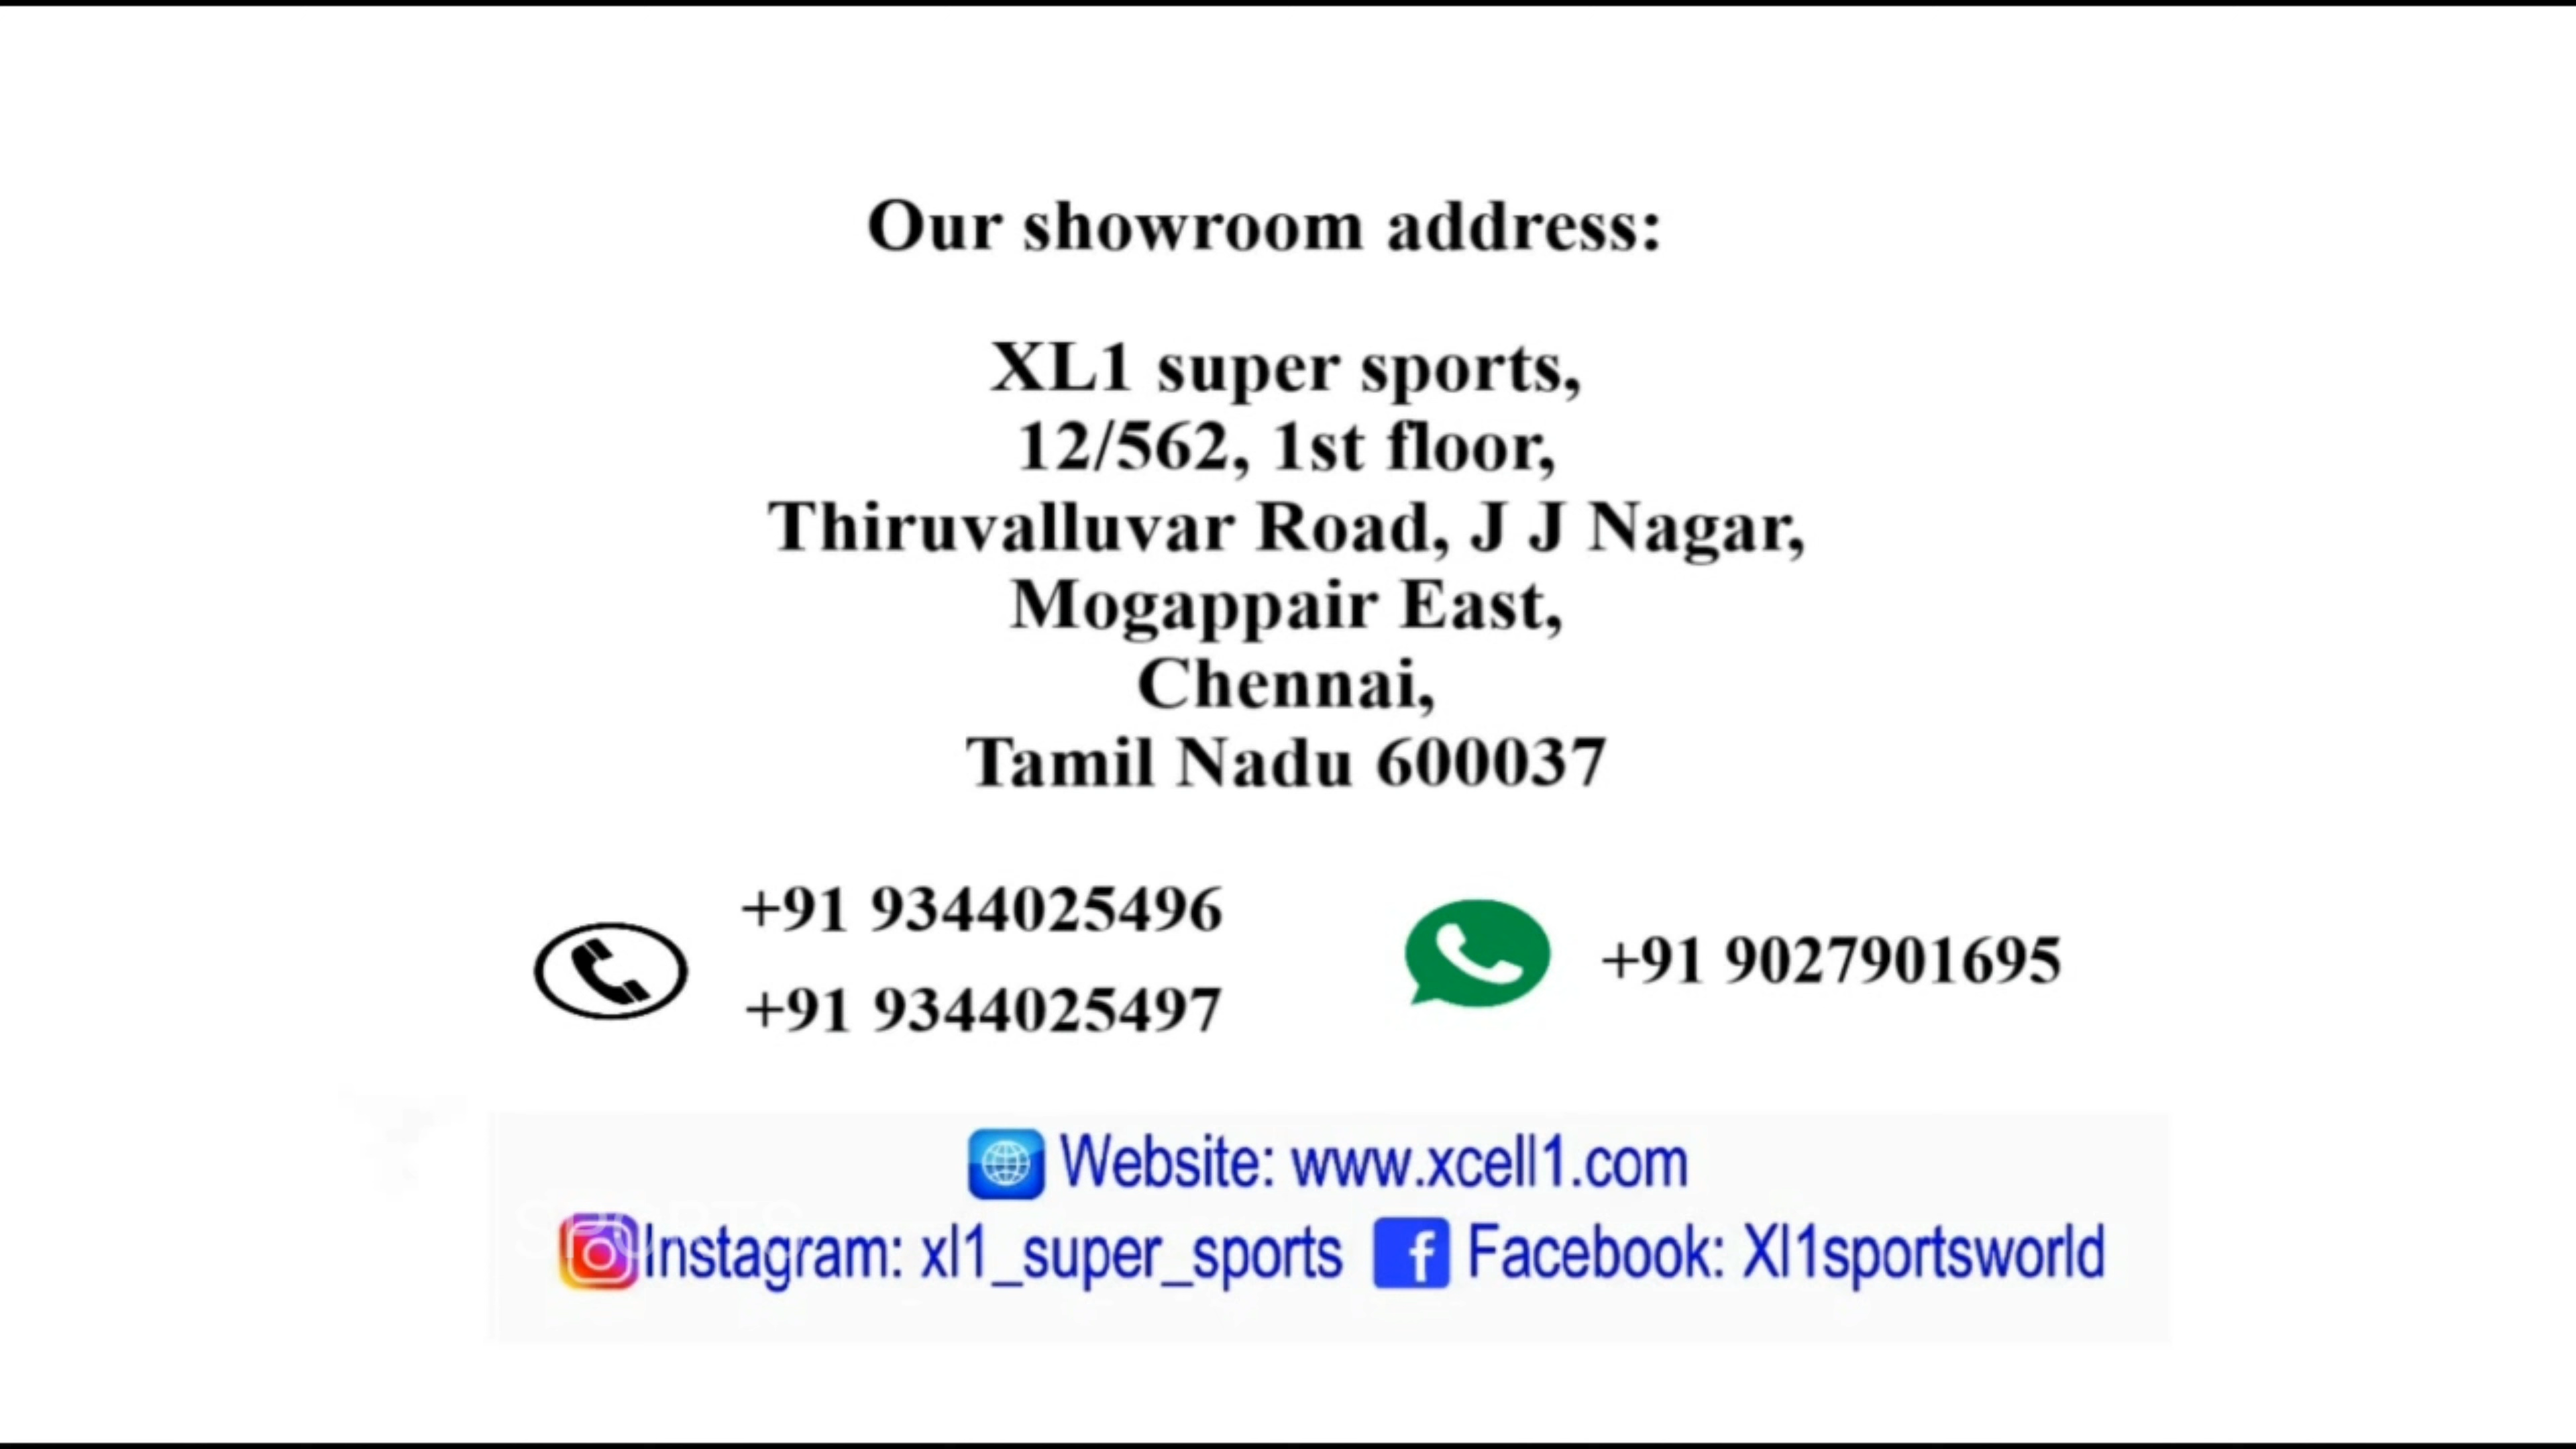 Our showroom address:
XL1 super sports,
12/562, 1st floor,
Thiruvalluvar Road, J J Nagar,
Mogappair East,
Chennai,
Tamil Nadu 600037
+91 9344025496
+91 9344025497
+91 9027901695
Website: www.xcell1.com
SPORTS
Instagram: xl1_super_sports
Facebook: Xl1sportsworld